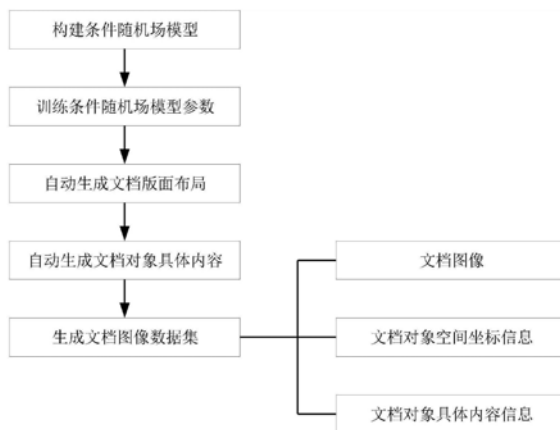 构建条件随机场模型
训练条件随机场模型参数
自动生成文档版面布局
自动生成文档对象具体内容
生成文档图像数据集
文档图像
文档对象空间坐标信息
文档对象具体内容信息